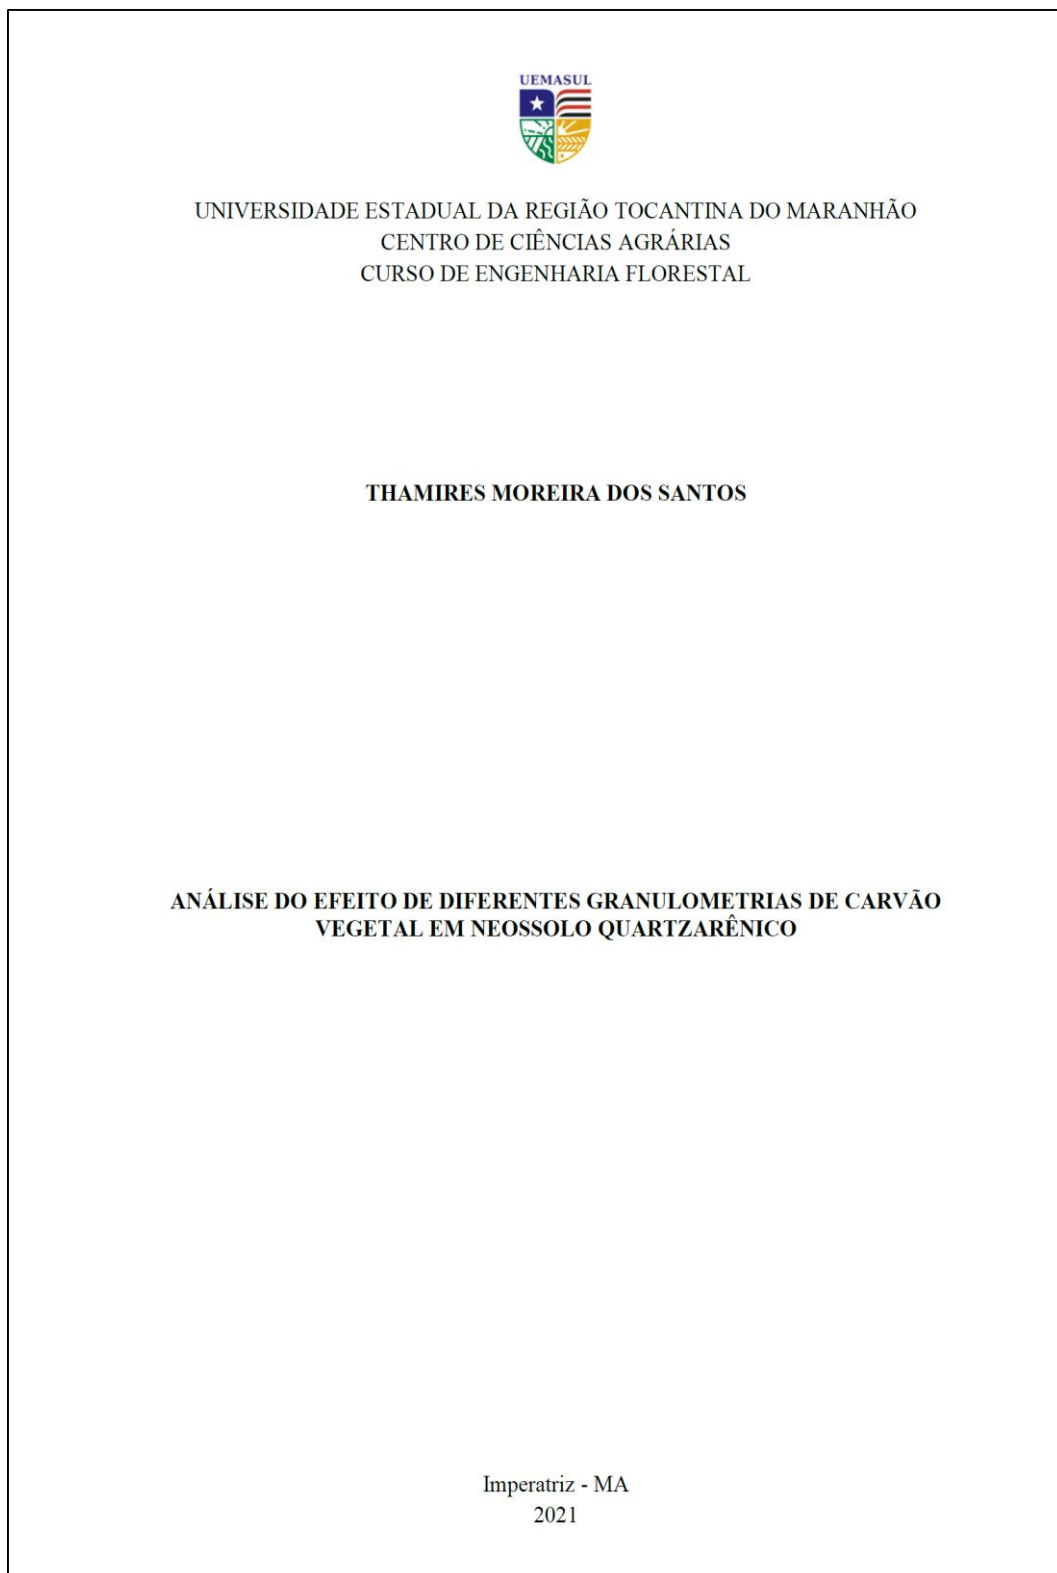 UEMASUL
UNIVERSIDADE ESTADUAL DA REGIÃO TOCANTINA DO MARANHÃO
CENTRO DE CIÊNCIAS AGRÁRIAS
CURSO DE ENGENHARIA FLORESTAL
THAMIRES MOREIRA DOS SANTOS
ANÁLISE DO EFEITO DE DIFERENTES GRANULOMETRIAS DE CARVÃO
VEGETAL EM NEOSSOLO QUARTZARÊNICO
Imperatriz - MA
2021